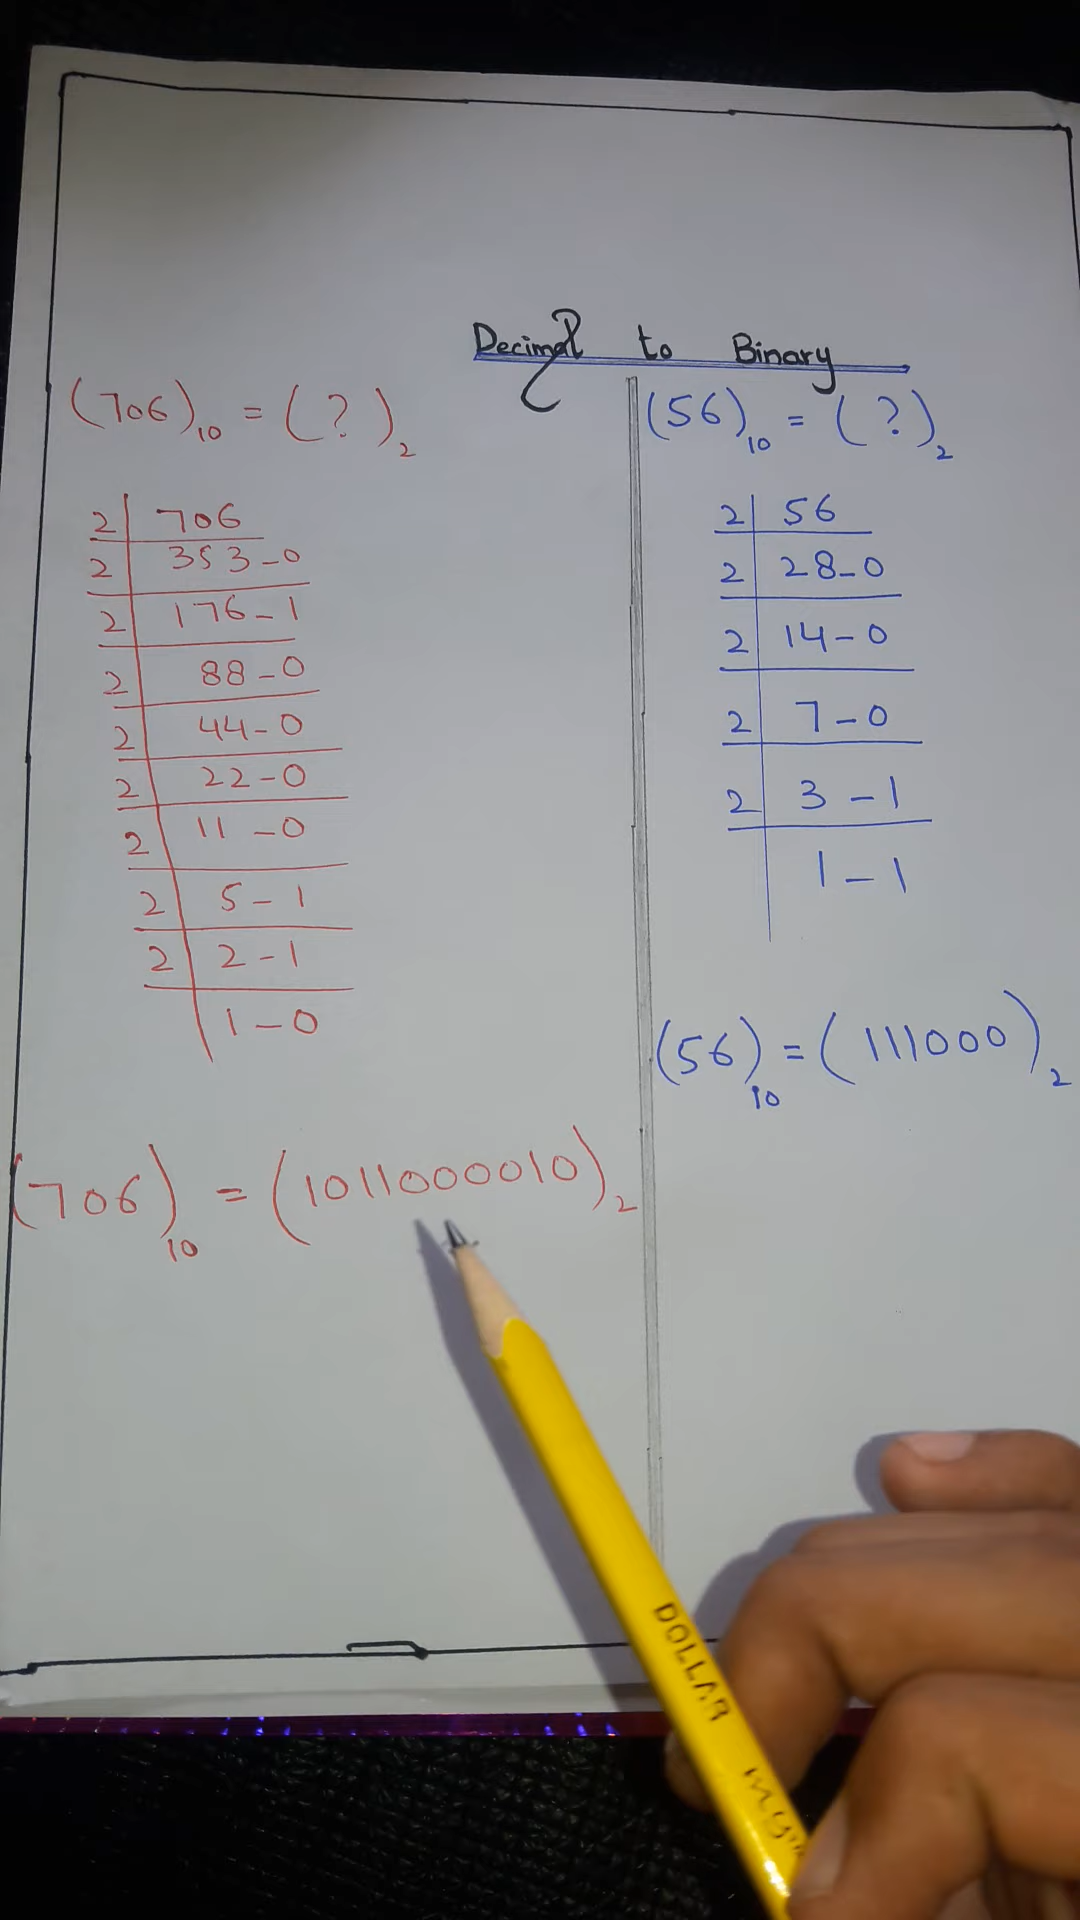 Decimal to Binary
(706)10 = (?)2
2 | 706
2 | 353 - 0
2 | 176 - 1
2 | 88 - 0
2 | 44 - 0
2 | 22 - 0
2 | 11 - 0
2 | 5 - 1
2 | 2 - 1
1 - 0
(706)10 = (1011000010)2
(56)10 = (?)2
2 | 56
2 | 28 - 0
2 | 14 - 0
2 | 7 - 0
2 | 3 - 1
1 - 1
(56)10 = (111000)2
DOLLAR